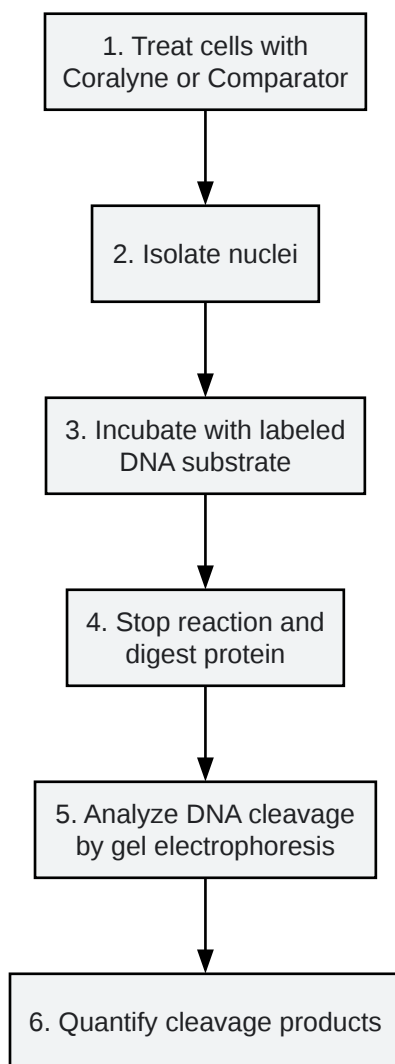 1. Treat cells with
Coralyne or Comparator
2. Isolate nuclei
3. Incubate with labeled
DNA substrate
4. Stop reaction and
digest protein
5. Analyze DNA cleavage
by gel electrophoresis
6. Quantify cleavage products